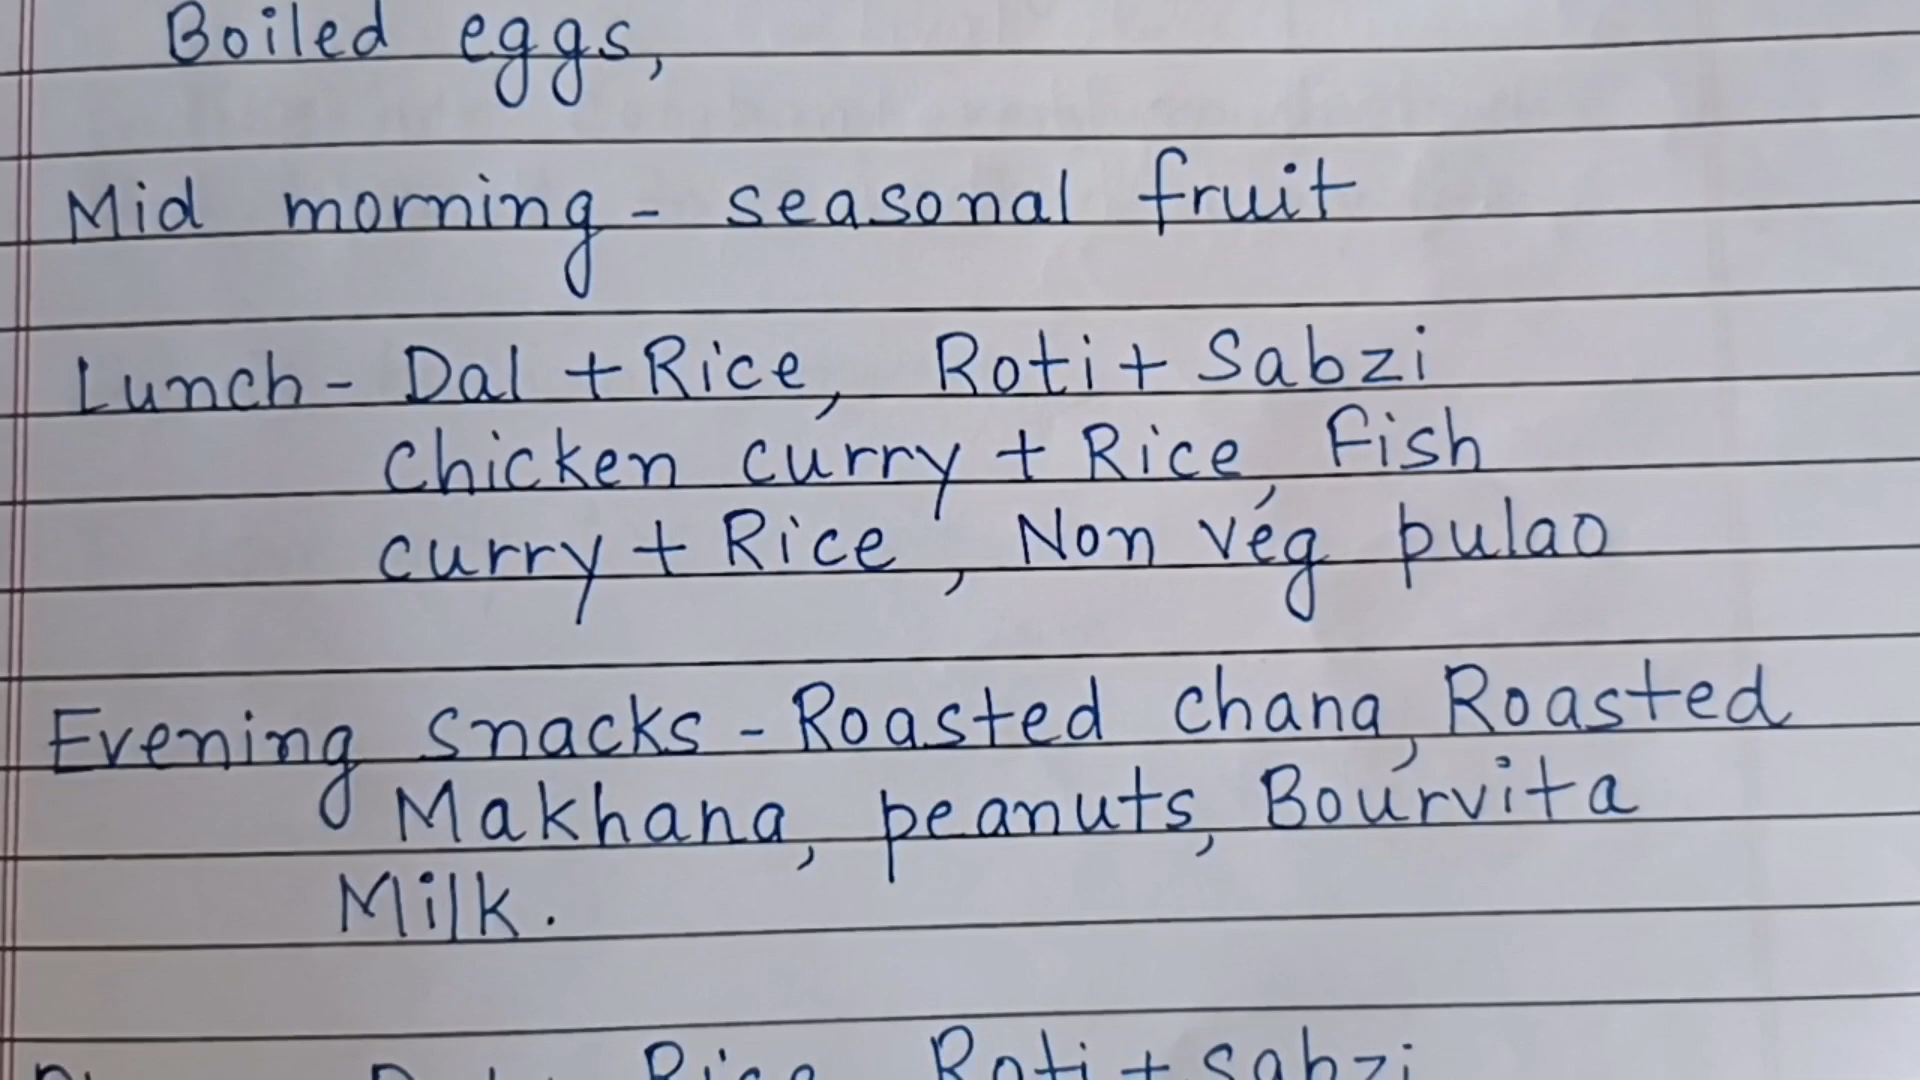 Boiled eggs,
Mid morning - seasonal fruit
Lunch - Dal + Rice, Roti + Sabzi
Chicken curry + Rice, Fish
curry + Rice, Non veg pulao
Evening snacks - Roasted chana, Roasted
Makhana, peanuts, Bourvita
Milk.
Rice Roti + Sabzi